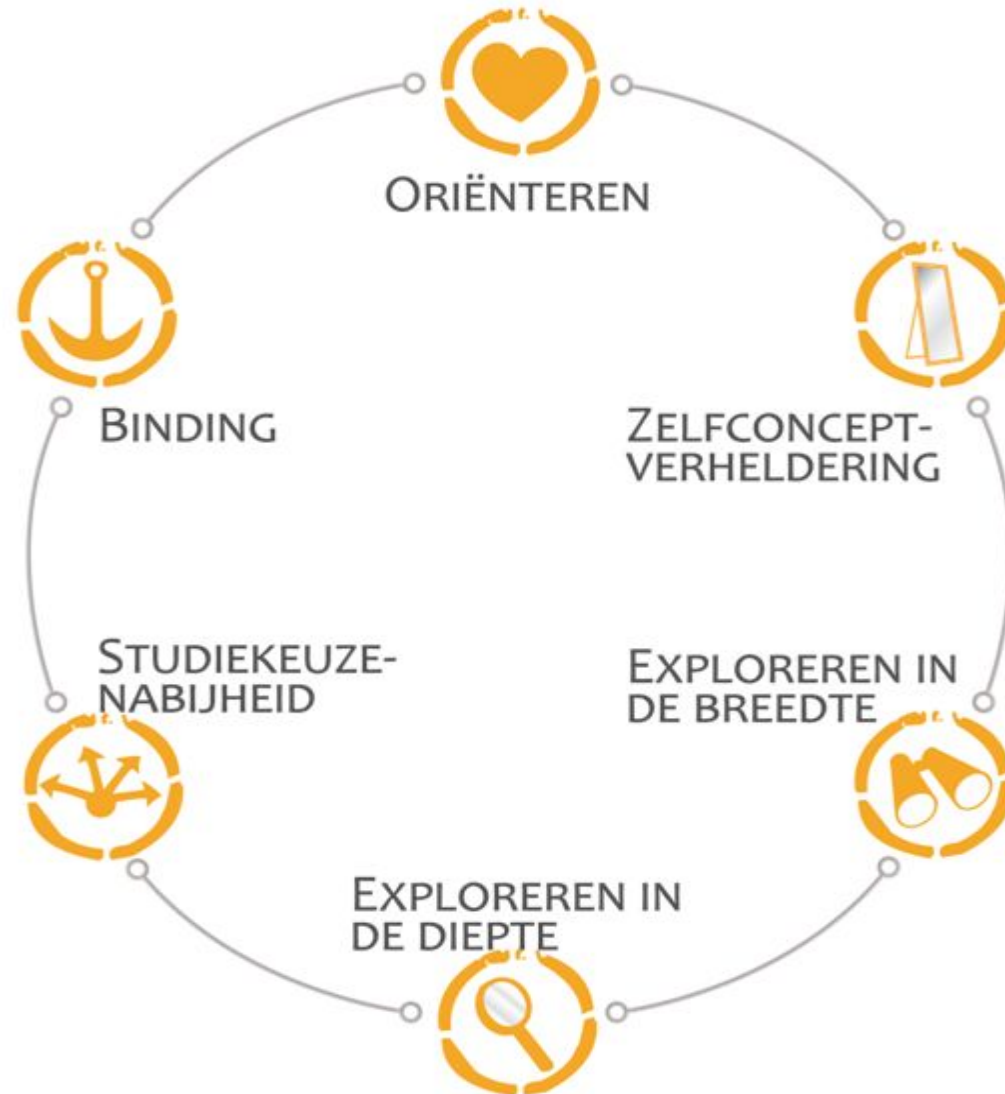 Oriënteren
Binding
Zelfconcept-
verheldering
Studiekeuze-
nabijheid
Exploreren in
de breedte
Exploreren in
de diepte